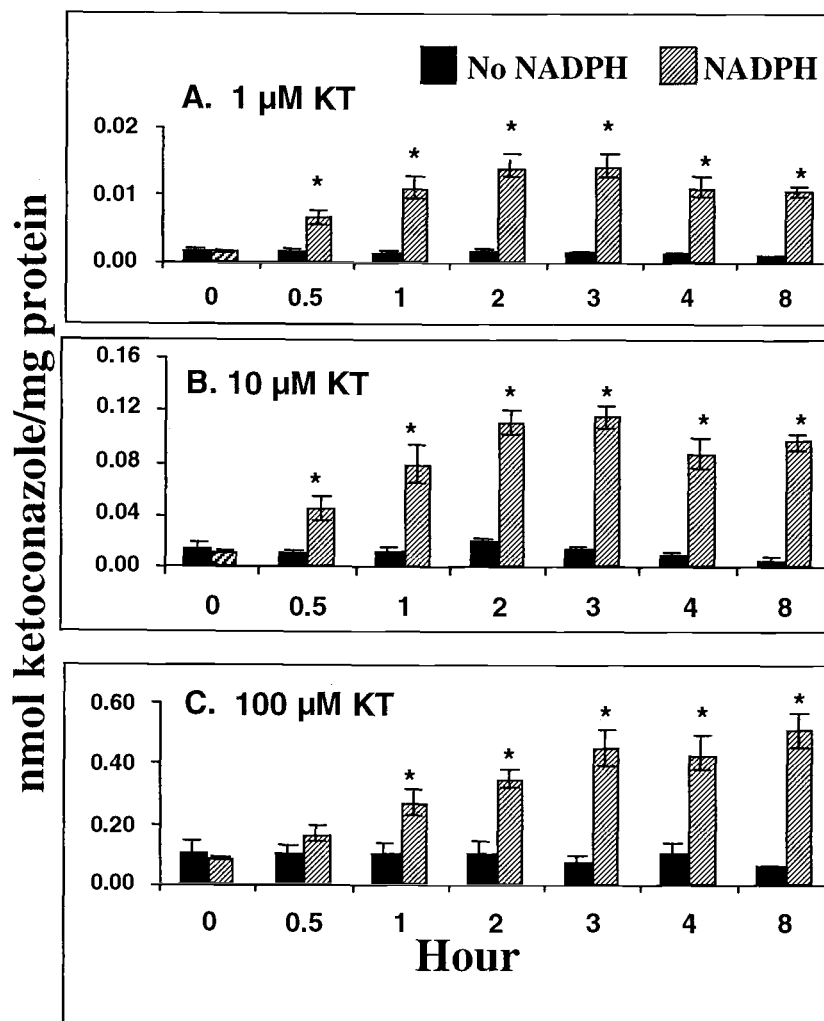 No NADPH NADPH
A. 1 µM KT
0.02
0.01
0.00
* * * * * *
0 0.5 1 2 3 4 8
B. 10 µM KT
0.16
0.12
0.08
0.04
0.00
* * * * * *
0 0.5 1 2 3 4 8
C. 100 µM KT
0.60
0.40
0.20
0.00
* * * * *
0 0.5 1 2 3 4 8
Hour
nmol ketoconazole/mg protein